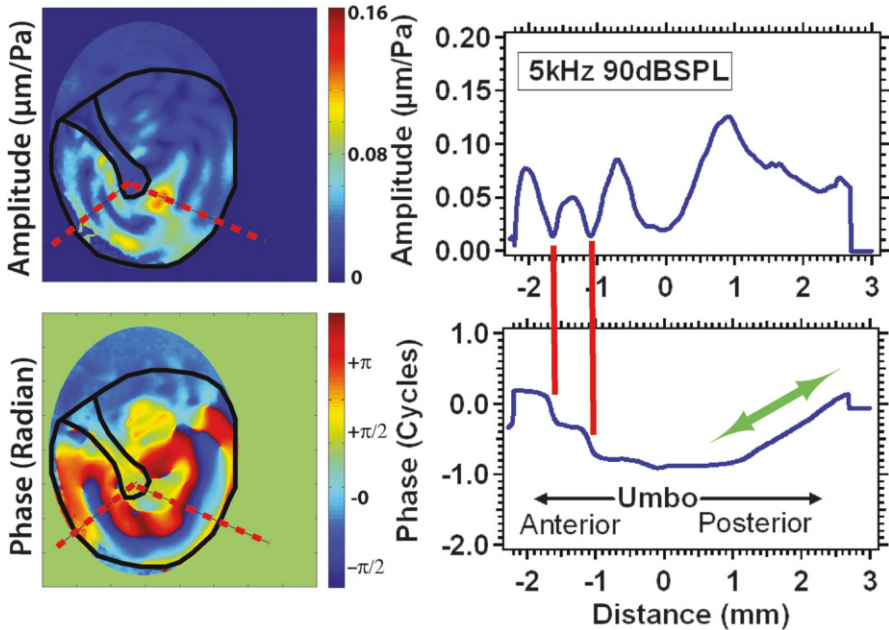 Amplitude (µm/Pa)
0.16
0.08
0
Amplitude (µm/Pa)
0.20
0.15
0.10
0.05
0.00
5kHz 90dBSPL
-2 -1 0 1 2 3
Phase (Radian)
+π
+π/2
-0
−π/2
Phase (Cycles)
1.0
0.0
-1.0
-2.0
Umbo
Anterior Posterior
-2 -1 0 1 2 3
Distance (mm)